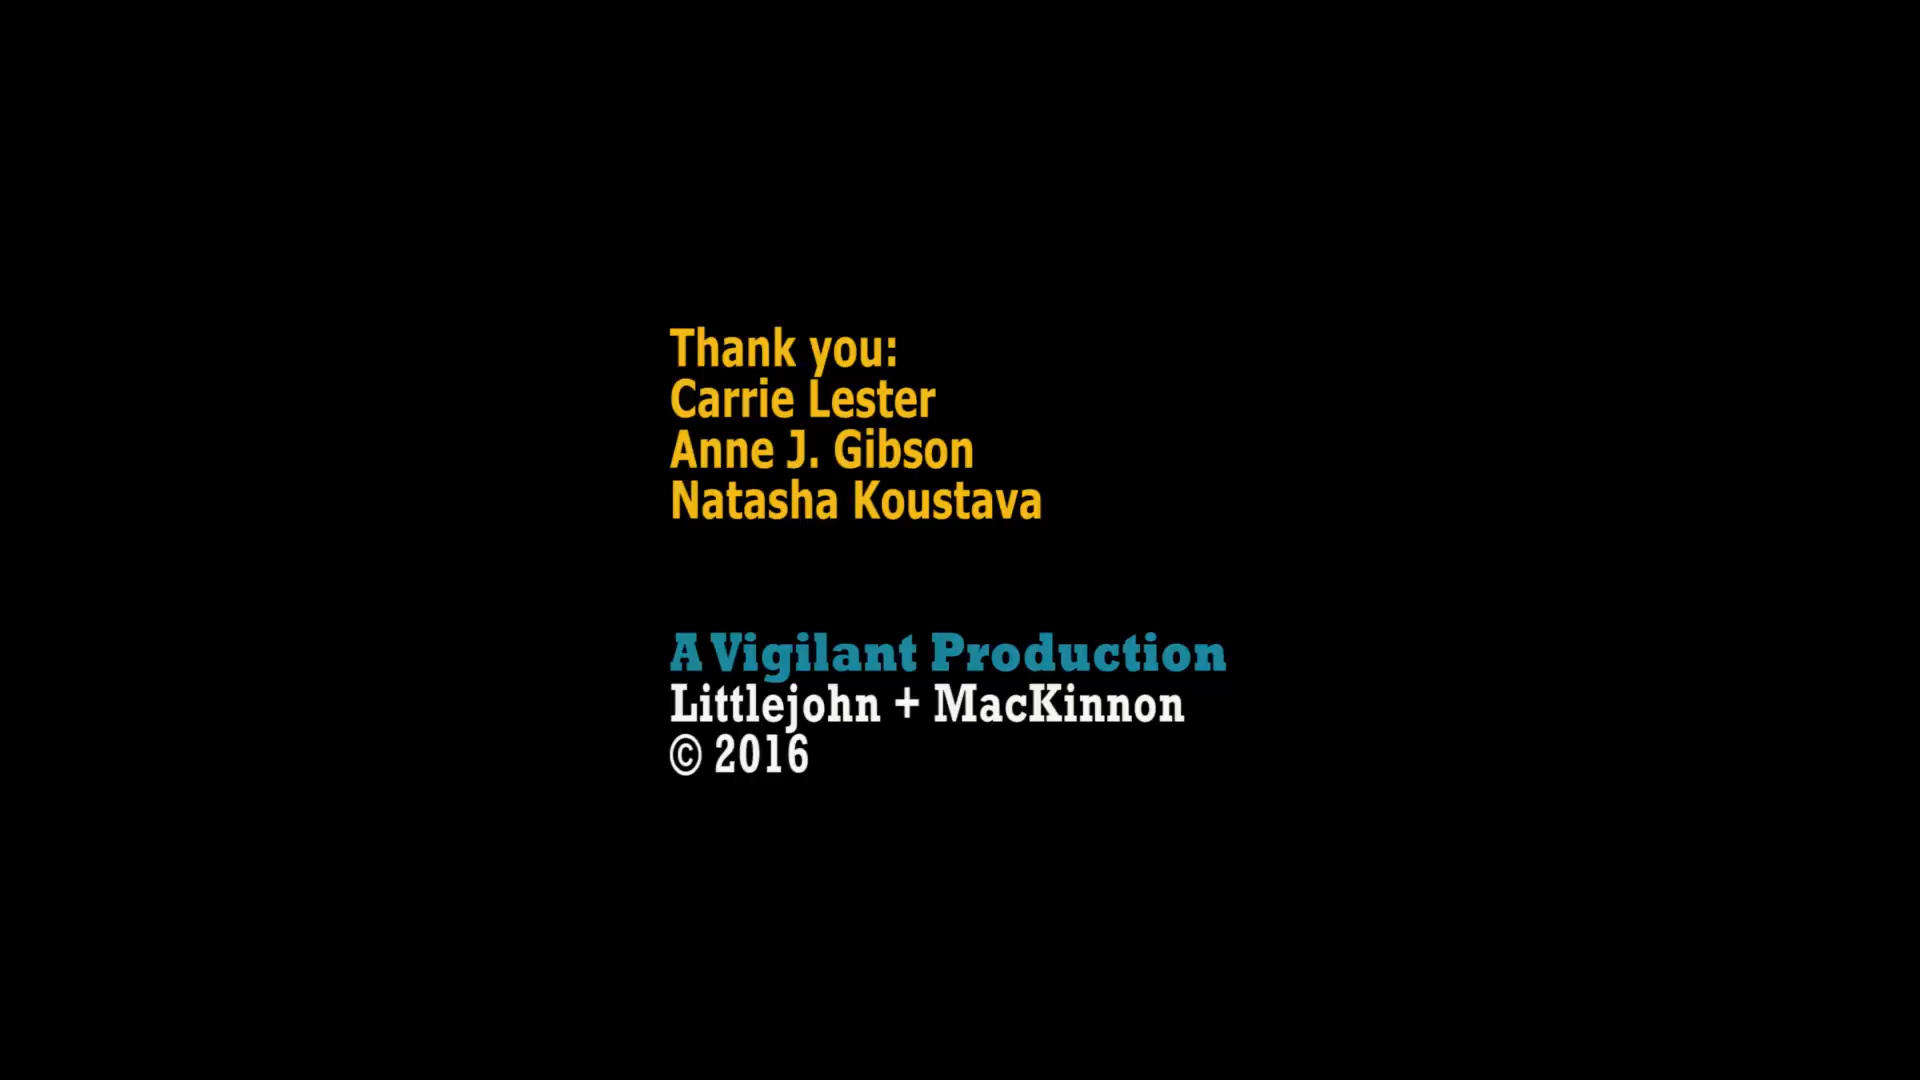 Thank you:
Carrie Lester
Anne J. Gibson
Natasha Koustava
A Vigilant Production
Littlejohn + MacKinnon
© 2016